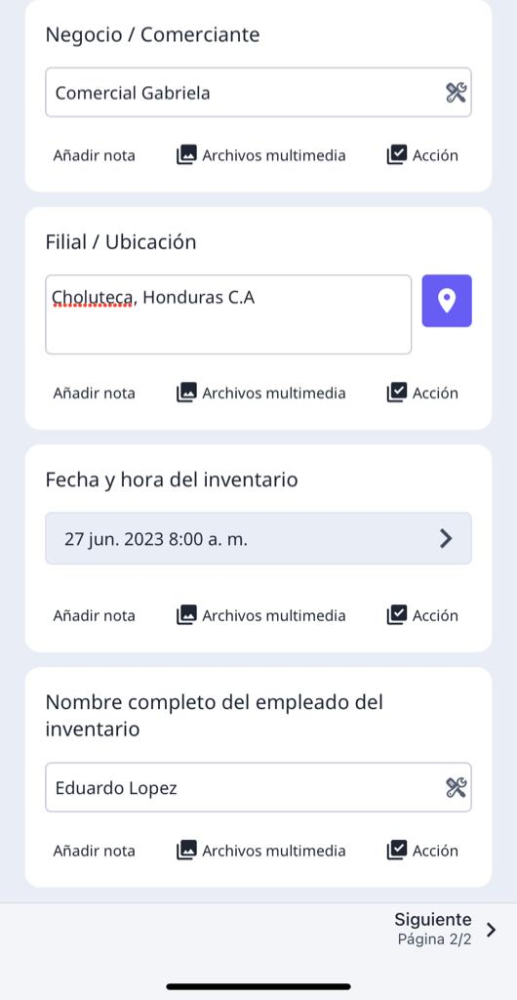 Negocio / Comerciante
Comercial Gabriela
Añadir nota Archivos multimedia Acción
Filial / Ubicación
Choluteca, Honduras C.A
Añadir nota Archivos multimedia Acción
Fecha y hora del inventario
27 jun. 2023 8:00 a. m.
Añadir nota Archivos multimedia Acción
Nombre completo del empleado del
inventario
Eduardo Lopez
Añadir nota Archivos multimedia Acción
Siguiente
Página 2/2